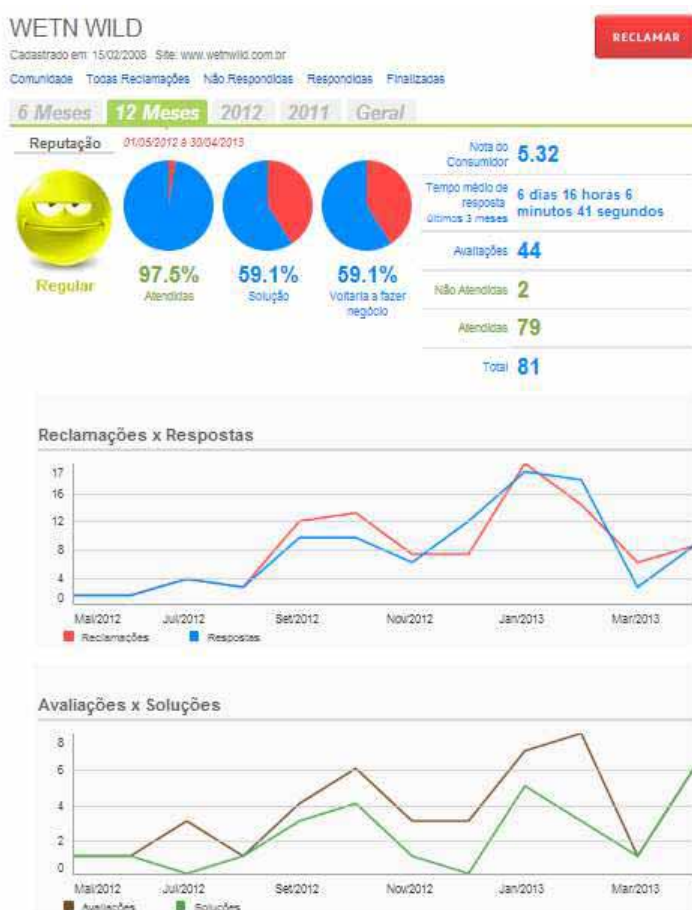 WETN WILD
RECLAMAR
Cadastrado em: 15/02/2008 Site: www.wetnwild.com.br
Comunidade Todas Reclamações Não Respondidas Respondidas Finalizadas
6 Meses 12 Meses 2012 2011 Geral
Reputação 01/05/2012 à 30/04/2013
Regular
97.5%
Atendidas
59.1%
Solução
59.1%
Voltaria a fazer
negócio
Nota do
Consumidor 5.32
Tempo médio de
resposta
últimos 3 meses
6 dias 16 horas 6
minutos 41 segundos
Avaliações 44
Não Atendidas 2
Atendidas 79
Total 81
Reclamações x Respostas
17
16
12
8
4
0
Mai/2012 Jul/2012 Set/2012 Nov/2012 Jan/2013 Mar/2013
Reclamações Respostas
Avaliações x Soluções
8
6
4
2
0
Mai/2012 Jul/2012 Set/2012 Nov/2012 Jan/2013 Mar/2013
Avaliações Soluções